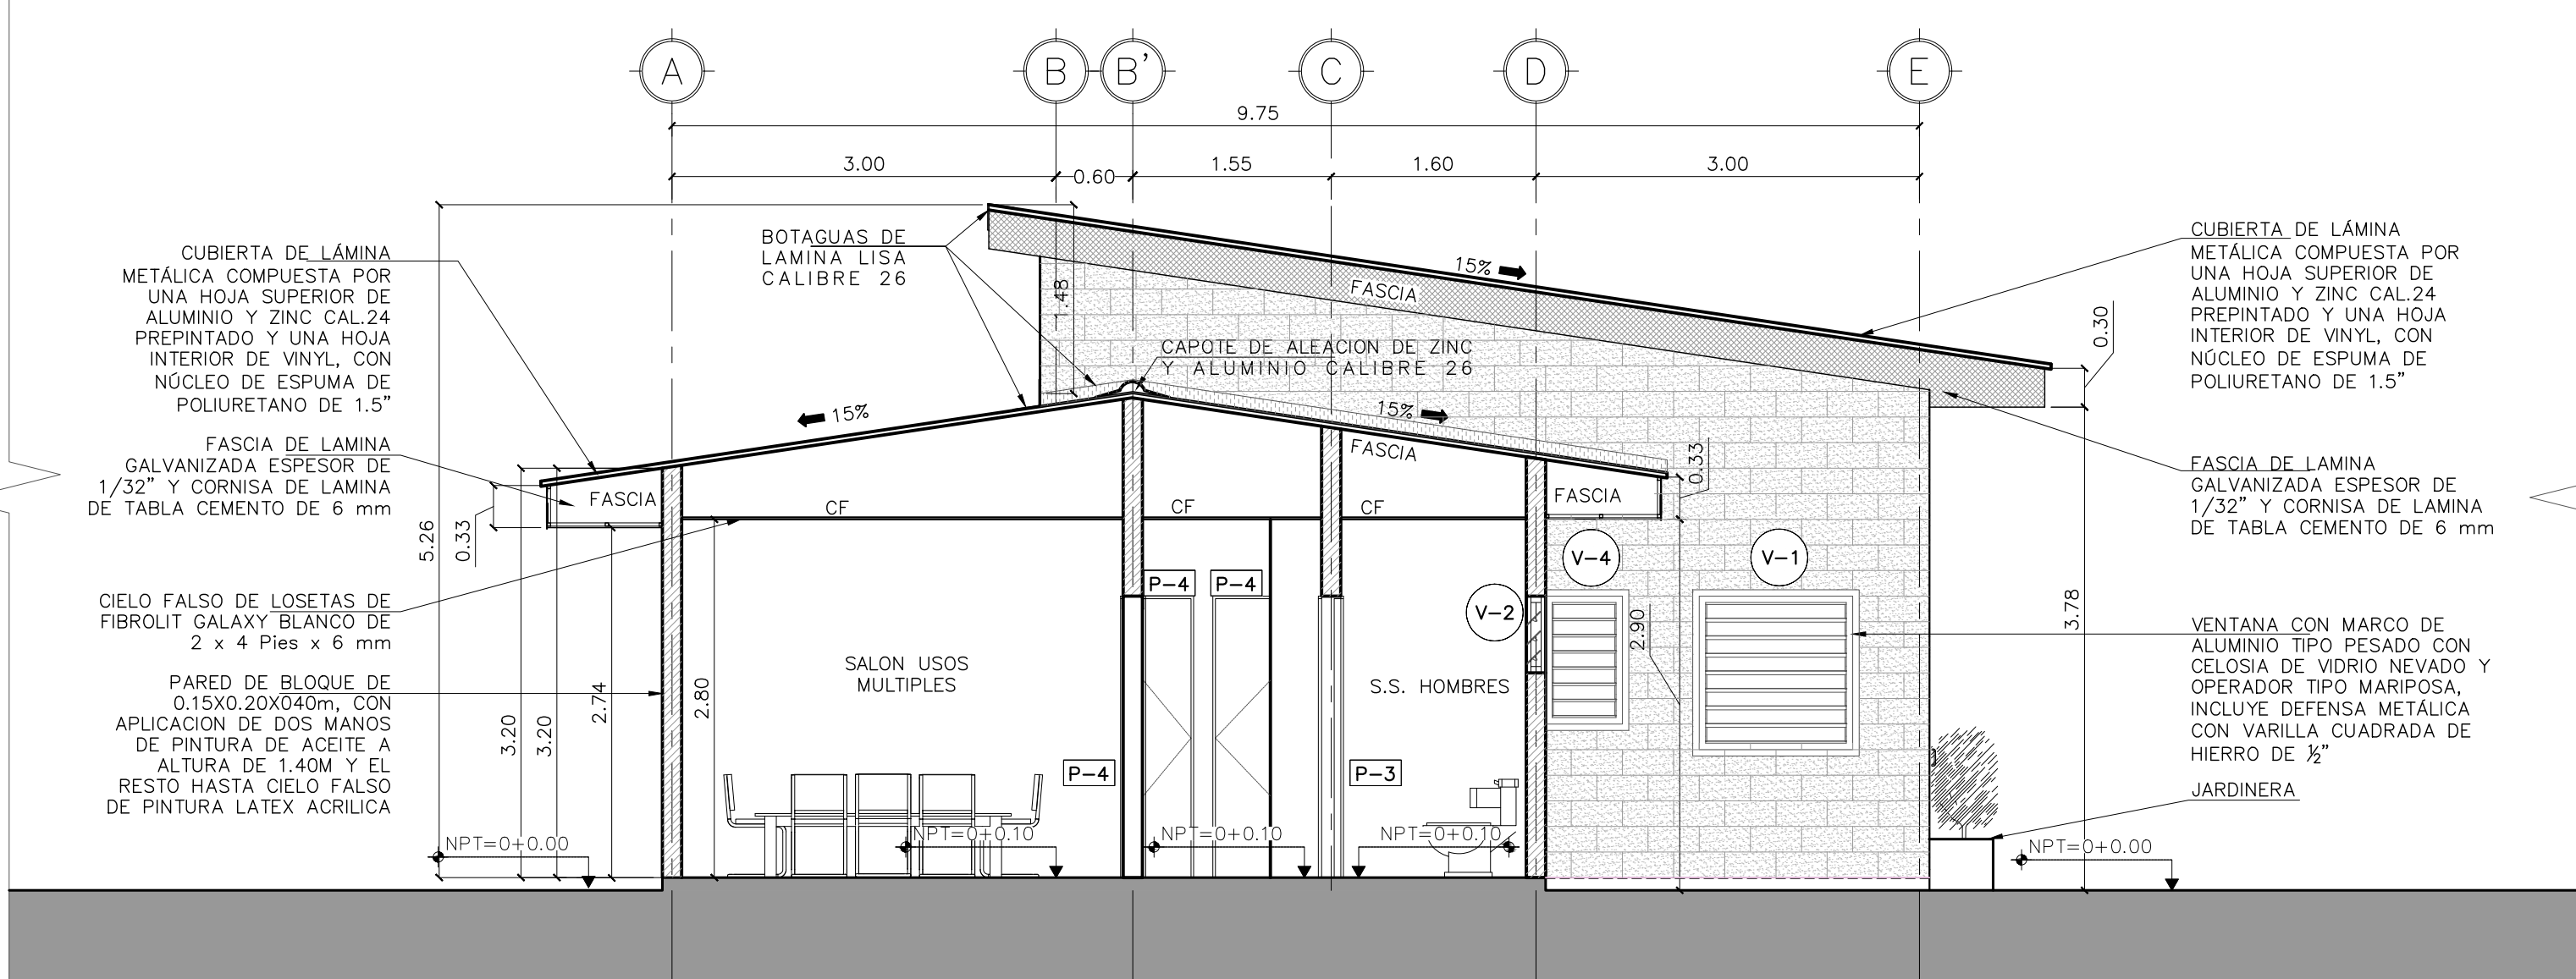 A
B
B'
C
D
E
9.75
3.00
0.60
1.55
1.60
3.00
CUBIERTA DE LÁMINA
METÁLICA COMPUESTA POR
UNA HOJA SUPERIOR DE
ALUMINIO Y ZINC CAL.24
PREPINTADO Y UNA HOJA
INTERIOR DE VINYL, CON
NÚCLEO DE ESPUMA DE
POLIURETANO DE 1.5"
FASCIA DE LAMINA
GALVANIZADA ESPESOR DE
1/32" Y CORNISA DE LAMINA
DE TABLA CEMENTO DE 6 mm
CIELO FALSO DE LOSETAS DE
FIBROLIT GALAXY BLANCO DE
2 x 4 Pies x 6 mm
PARED DE BLOQUE DE
0.15X0.20X040m, CON
APLICACION DE DOS MANOS
DE PINTURA DE ACEITE A
ALTURA DE 1.40M Y EL
RESTO HASTA CIELO FALSO
DE PINTURA LATEX ACRILICA
BOTAGUAS DE
LAMINA LISA
CALIBRE 26
1.48
15%
FASCIA
CAPOTE DE ALEACION DE ZINC
Y ALUMINIO CALIBRE 26
15%
15%
FASCIA
5.26
0.33
3.20
3.20
2.74
2.80
FASCIA
CF
CF
CF
FASCIA
0.33
2.90
0.30
3.78
V-4
V-1
V-2
P-4
P-4
SALON USOS
MULTIPLES
S.S. HOMBRES
P-4
P-3
NPT=0+0.00
NPT=0+0.10
NPT=0+0.10
NPT=0+0.10
NPT=0+0.00
CUBIERTA DE LÁMINA
METÁLICA COMPUESTA POR
UNA HOJA SUPERIOR DE
ALUMINIO Y ZINC CAL.24
PREPINTADO Y UNA HOJA
INTERIOR DE VINYL, CON
NÚCLEO DE ESPUMA DE
POLIURETANO DE 1.5"
FASCIA DE LAMINA
GALVANIZADA ESPESOR DE
1/32" Y CORNISA DE LAMINA
DE TABLA CEMENTO DE 6 mm
VENTANA CON MARCO DE
ALUMINIO TIPO PESADO CON
CELOSIA DE VIDRIO NEVADO Y
OPERADOR TIPO MARIPOSA,
INCLUYE DEFENSA METÁLICA
CON VARILLA CUADRADA DE
HIERRO DE ½"
JARDINERA